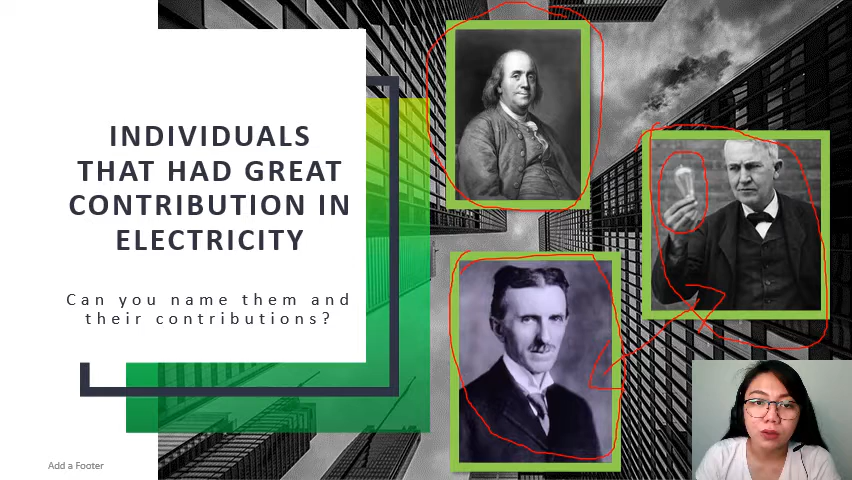 INDIVIDUALS
THAT HAD GREAT
CONTRIBUTION IN
ELECTRICITY
Can you name them and
their contributions?
Add a Footer